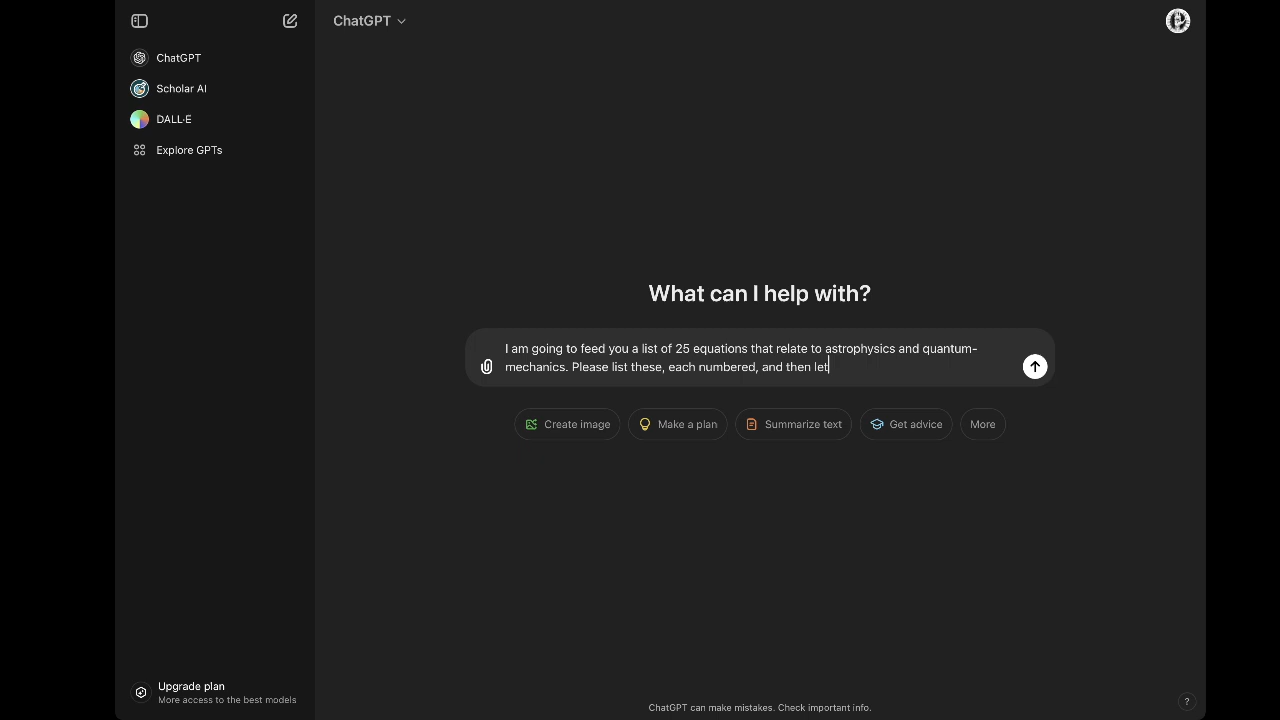 ChatGPT
Scholar AI
DALL·E
Explore GPTs
ChatGPT
What can I help with?
I am going to feed you a list of 25 equations that relate to astrophysics and quantum-
mechanics. Please list these, each numbered, and then let
Create image
Make a plan
Summarize text
Get advice
More
Upgrade plan
More access to the best models
ChatGPT can make mistakes. Check important info.
?